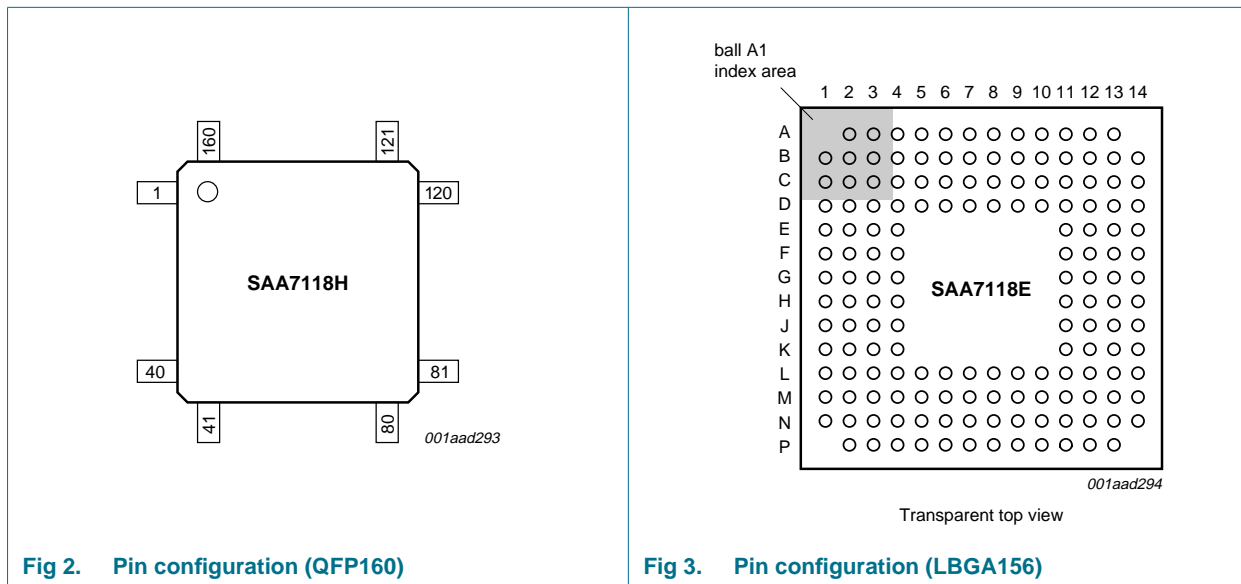 160
121
1
120
SAA7118H
40
81
41
80
001aad293
Fig 2. Pin configuration (QFP160)
ball A1
index area
1 2 3 4 5 6 7 8 9 10 11 12 13 14
A
B
C
D
E
F
G
H
J
K
L
M
N
P
SAA7118E
001aad294
Transparent top view
Fig 3. Pin configuration (LBGA156)